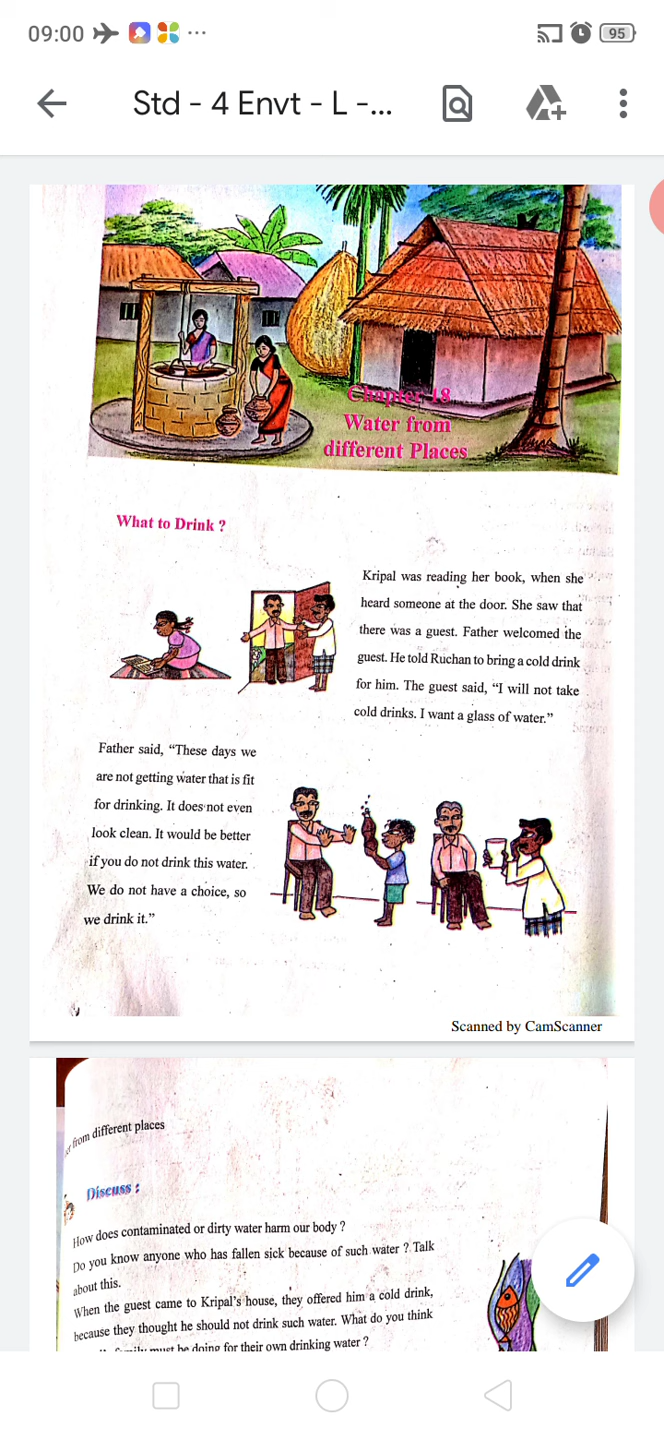 09:00
95
Std - 4 Envt - L -...
Chapter 18
Water from
different Places
What to Drink ?
Kripal was reading her book, when she
heard someone at the door. She saw that
there was a guest. Father welcomed the
guest. He told Ruchan to bring a cold drink
for him. The guest said, “I will not take
cold drinks. I want a glass of water.”
Father said, “These days we
are not getting water that is fit
for drinking. It does not even
look clean. It would be better
if you do not drink this water.
We do not have a choice, so
we drink it.”
Scanned by CamScanner
from different places
Discuss :
How does contaminated or dirty water harm our body ?
Do you know anyone who has fallen sick because of such water ? Talk
about this.
When the guest came to Kripal's house, they offered him a cold drink,
because they thought he should not drink such water. What do you think
must be doing for their own drinking water ?